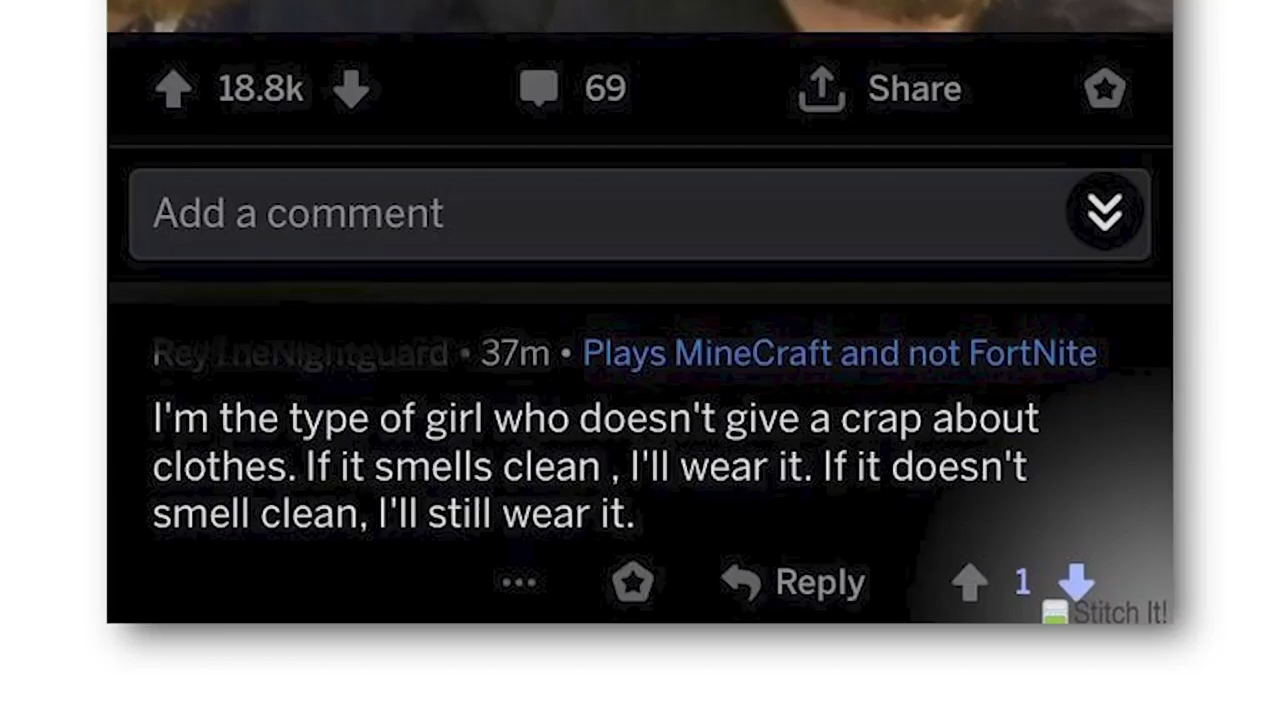 18.8k 69 Share
Add a comment
• 37m • Plays MineCraft and not FortNite
I'm the type of girl who doesn't give a crap about
clothes. If it smells clean , I'll wear it. If it doesn't
smell clean, I'll still wear it.
... Reply 1
Stitch It!